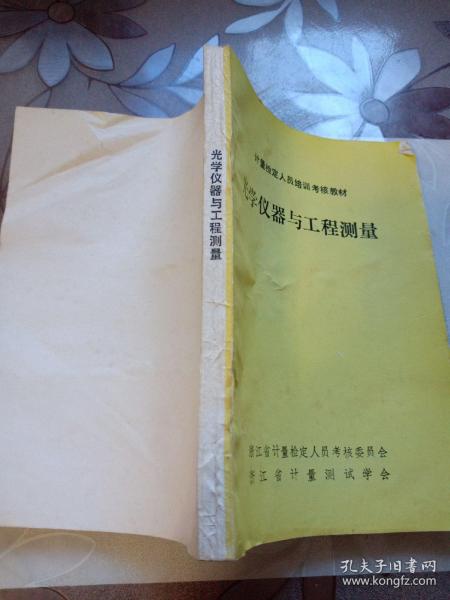 光学仪器与工程测量
计量检定人员培训考核教材
光学仪器与工程测量
浙江省计量检定人员考核委员会
浙江省计量测试学会
孔夫子旧书网
www.kongfz.com